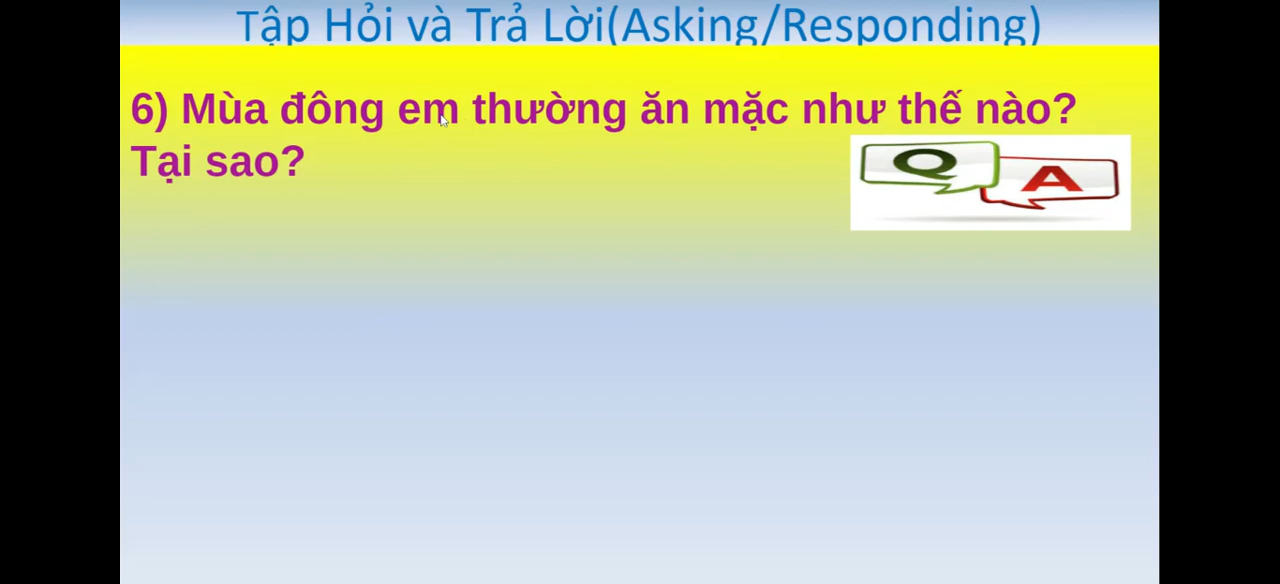 Tập Hỏi và Trả Lời(Asking/Responding)
6) Mùa đông em thường ăn mặc như thế nào?
Tại sao?
Q
A